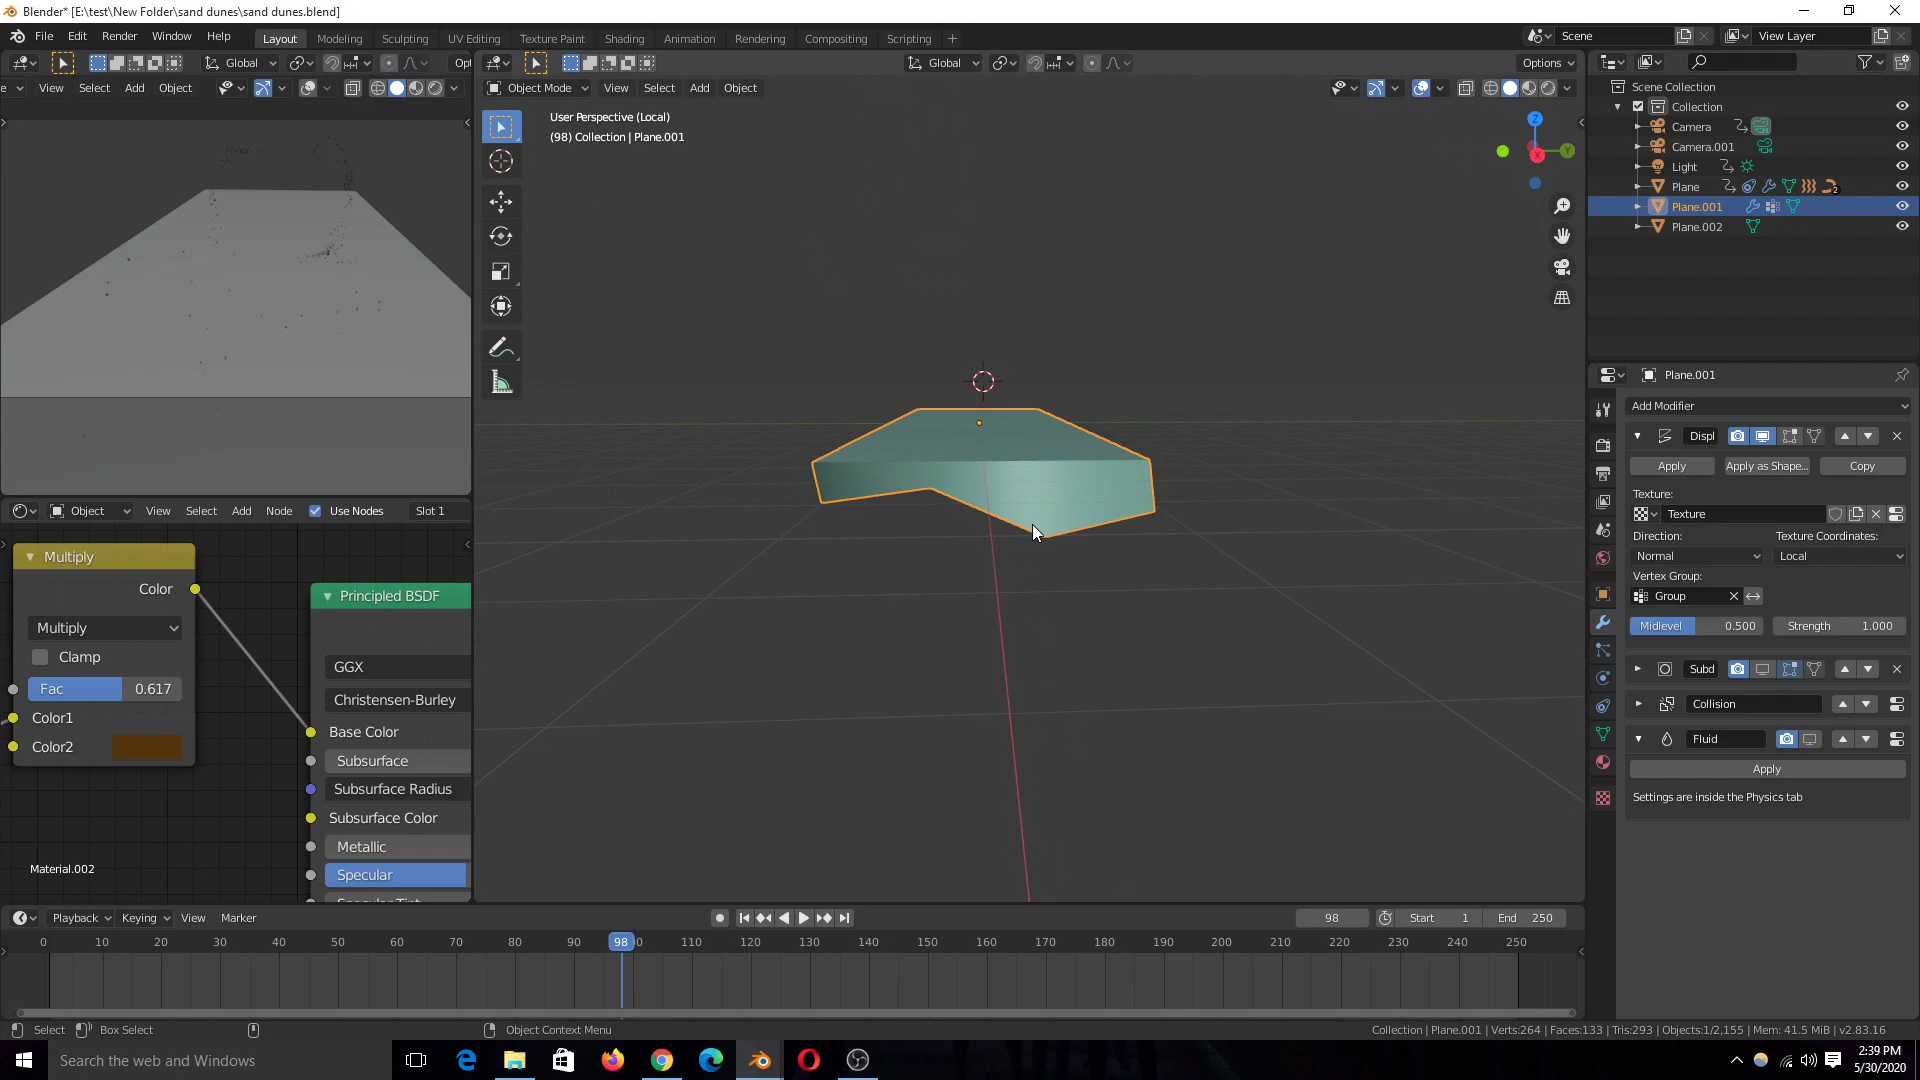 Blender* [E:\test\New Folder\sand dunes\sand dunes.blend]
File Edit Render Window Help Layout Modeling Sculpting UV Editing Texture Paint Shading Animation Rendering Compositing Scripting Scene View Layer
Global Opt Global Options
View Select Add Object Object Mode View Select Add Object
User Perspective (Local)
(98) Collection | Plane.001
Z
Y
X
Scene Collection
Collection
Camera
Camera.001
Light
Plane 2
Plane.001
Plane.002
Plane.001
Add Modifier
Displ
Apply Apply as Shape... Copy
Texture:
Texture
Direction: Texture Coordinates:
Normal Local
Vertex Group:
Group
Midlevel 0.500 Strength 1.000
Subd
Collision
Fluid
Apply
Settings are inside the Physics tab
Object View Select Add Node Use Nodes Slot 1
Multiply
Color
Multiply
Clamp
Fac 0.617
Color1
Color2
Principled BSDF
GGX
Christensen-Burley
Base Color
Subsurface
Subsurface Radius
Subsurface Color
Metallic
Specular
Specular Tint
Material.002
Playback Keying View Marker 98 Start 1 End 250
0 10 20 30 40 50 60 70 80 90 98 110 120 130 140 150 160 170 180 190 200 210 220 230 240 250
Select Box Select Object Context Menu Collection | Plane.001 | Verts:264 | Faces:133 | Tris:293 | Objects:1/2,155 | Mem: 41.5 MiB | v2.83.16
Search the web and Windows
2:39 PM
5/30/2020